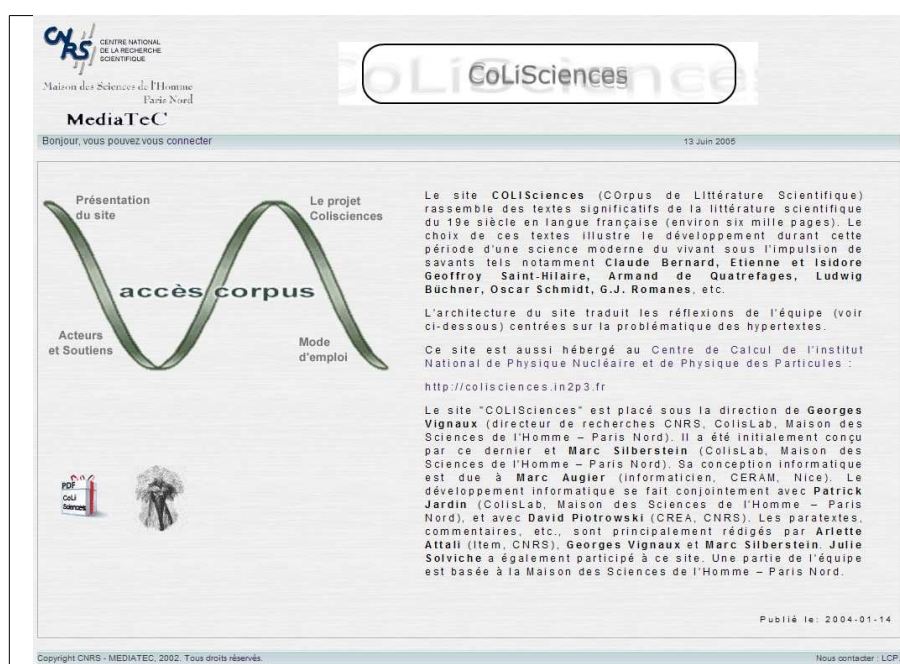 CNRS
CENTRE NATIONAL
DE LA RECHERCHE
SCIENTIFIQUE
Maison des Sciences de l'Homme
Paris Nord
MediaTeC
CoLiSciences
CoLiSciences
Bonjour, vous pouvez vous connecter
13 Juin 2005
Présentation
du site
Le projet
Colisciences
accès corpus
Acteurs
et Soutiens
Mode
d'emploi
PDF
CoLi
Sciences
Le site COLISciences (COrpus de LIttérature Scientifique)
rassemble des textes significatifs de la littérature scientifique
du 19e siècle en langue française (environ six mille pages). Le
choix de ces textes illustre le développement durant cette
période d'une science moderne du vivant sous l'impulsion de
savants tels notamment Claude Bernard, Etienne et Isidore
Geoffroy Saint-Hilaire, Armand de Quatrefages, Ludwig
Büchner, Oscar Schmidt, G.J. Romanes, etc.
L'architecture du site traduit les réflexions de l'équipe (voir
ci-dessous) centrées sur la problématique des hypertextes.
Ce site est aussi hébergé au Centre de Calcul de l'institut
National de Physique Nucléaire et de Physique des Particules :
http://colisciences.in2p3.fr
Le site "COLISciences" est placé sous la direction de Georges
Vignaux (directeur de recherches CNRS, ColisLab, Maison des
Sciences de l'Homme – Paris Nord). Il a été initialement conçu
par ce dernier et Marc Silberstein (ColisLab, Maison des
Sciences de l'Homme – Paris Nord). Sa conception informatique
est due à Marc Augier (informaticien, CERAM, Nice). Le
développement informatique se fait conjointement avec Patrick
Jardin (ColisLab, Maison des Sciences de l'Homme – Paris
Nord), et avec David Piotrowski (CREA, CNRS). Les paratextes,
commentaires, etc., sont principalement rédigés par Arlette
Attali (Item, CNRS), Georges Vignaux et Marc Silberstein. Julie
Solviche a également participé à ce site. Une partie de l'équipe
est basée à la Maison des Sciences de l'Homme – Paris Nord.
Publié le: 2004-01-14
Copyright CNRS - MEDIATEC, 2002. Tous droits réservés.
Nous contacter : LCP